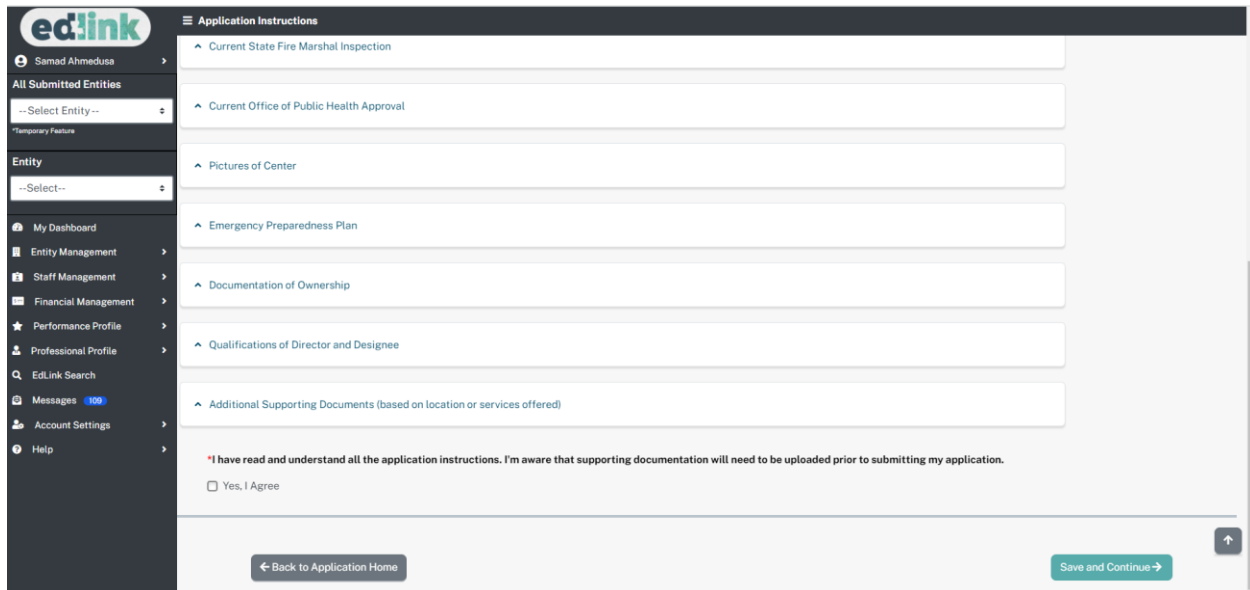 edlink
Samad Ahmedusa
All Submitted Entities
--Select Entity--
*Temporary Feature
Entity
--Select--
My Dashboard
Entity Management
Staff Management
Financial Management
Performance Profile
Professional Profile
EdLink Search
Messages 109
Account Settings
Help
Application Instructions
Current State Fire Marshal Inspection
Current Office of Public Health Approval
Pictures of Center
Emergency Preparedness Plan
Documentation of Ownership
Qualifications of Director and Designee
Additional Supporting Documents (based on location or services offered)
*I have read and understand all the application instructions. I'm aware that supporting documentation will need to be uploaded prior to submitting my application.
Yes, I Agree
Back to Application Home
Save and Continue